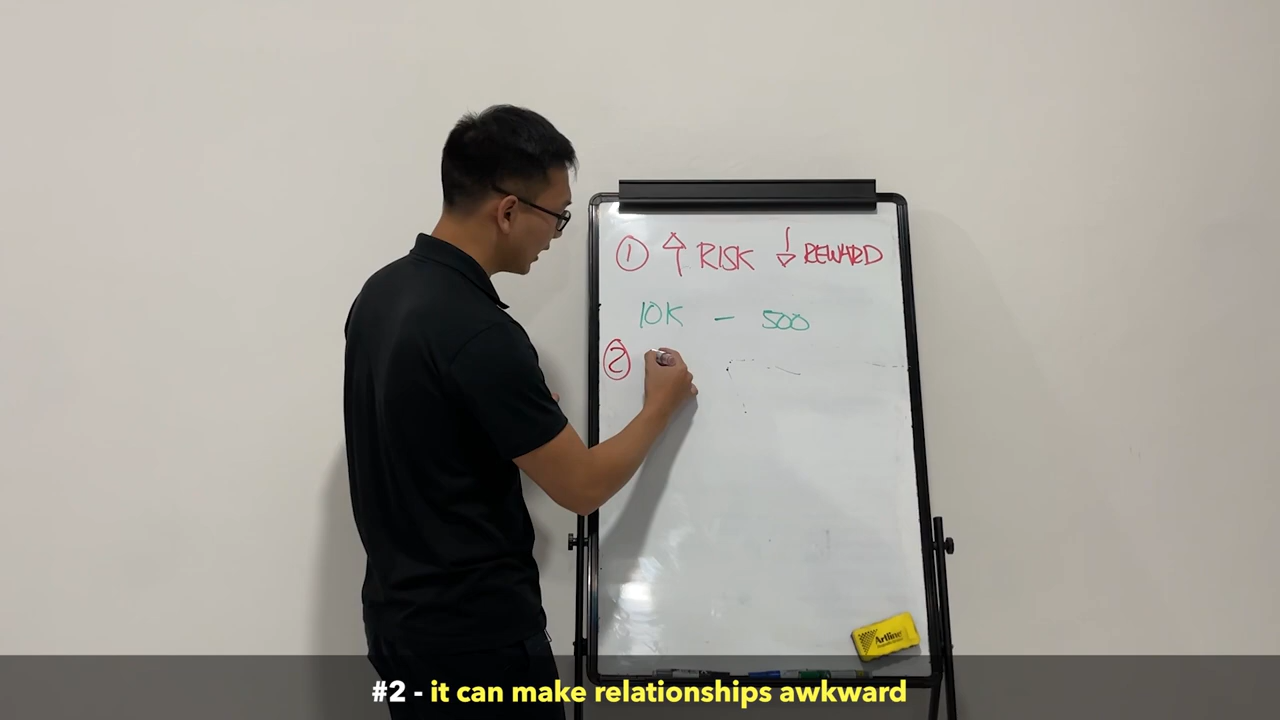 ① ↑ RISK ↓ REWARD
10K - 500
②
Artline
#2 - it can make relationships awkward